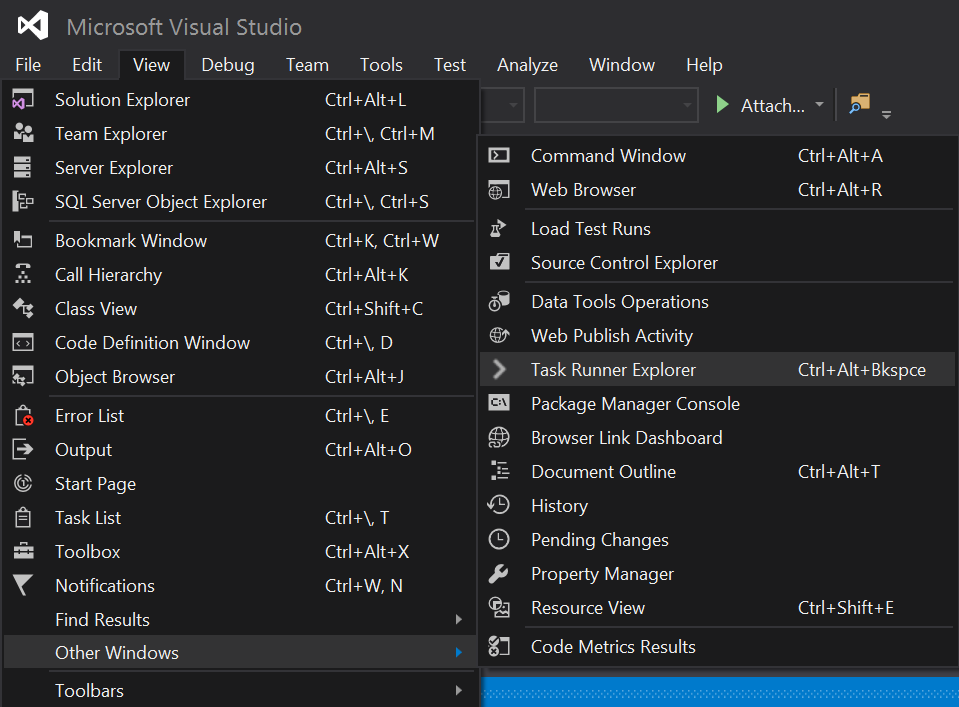 Microsoft Visual Studio
File Edit View Debug Team Tools Test Analyze Window Help
Attach...
Solution Explorer Ctrl+Alt+L
Team Explorer Ctrl+\, Ctrl+M
Server Explorer Ctrl+Alt+S
SQL Server Object Explorer Ctrl+\, Ctrl+S
Bookmark Window Ctrl+K, Ctrl+W
Call Hierarchy Ctrl+Alt+K
Class View Ctrl+Shift+C
Code Definition Window Ctrl+\, D
Object Browser Ctrl+Alt+J
Error List Ctrl+\, E
Output Ctrl+Alt+O
Start Page
Task List Ctrl+\, T
Toolbox Ctrl+Alt+X
Notifications Ctrl+W, N
Find Results
Other Windows
Toolbars
Command Window Ctrl+Alt+A
Web Browser Ctrl+Alt+R
Load Test Runs
Source Control Explorer
Data Tools Operations
Web Publish Activity
Task Runner Explorer Ctrl+Alt+Bkspce
C:\ Package Manager Console
Browser Link Dashboard
Document Outline Ctrl+Alt+T
History
Pending Changes
Property Manager
Resource View Ctrl+Shift+E
Code Metrics Results